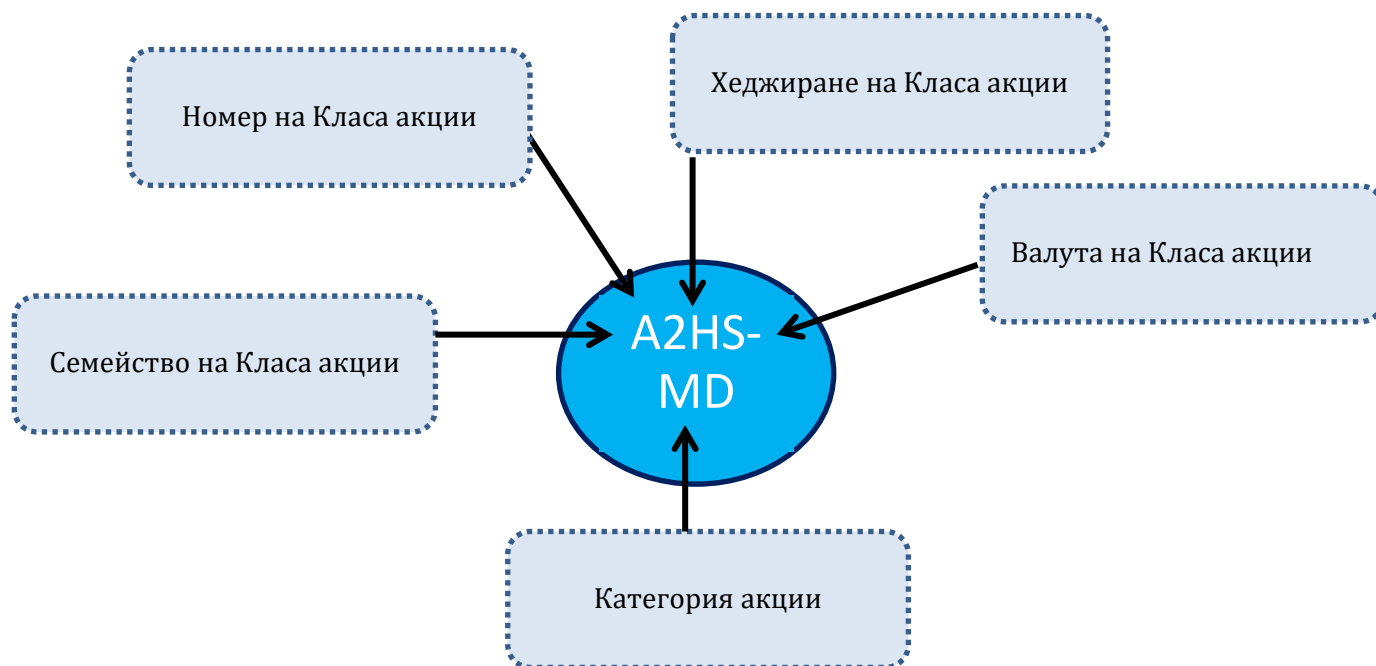 Хеджиране на Класа акции
Номер на Класа акции
Валута на Класа акции
Семейство на Класа акции
A2HS-
MD
Категория акции